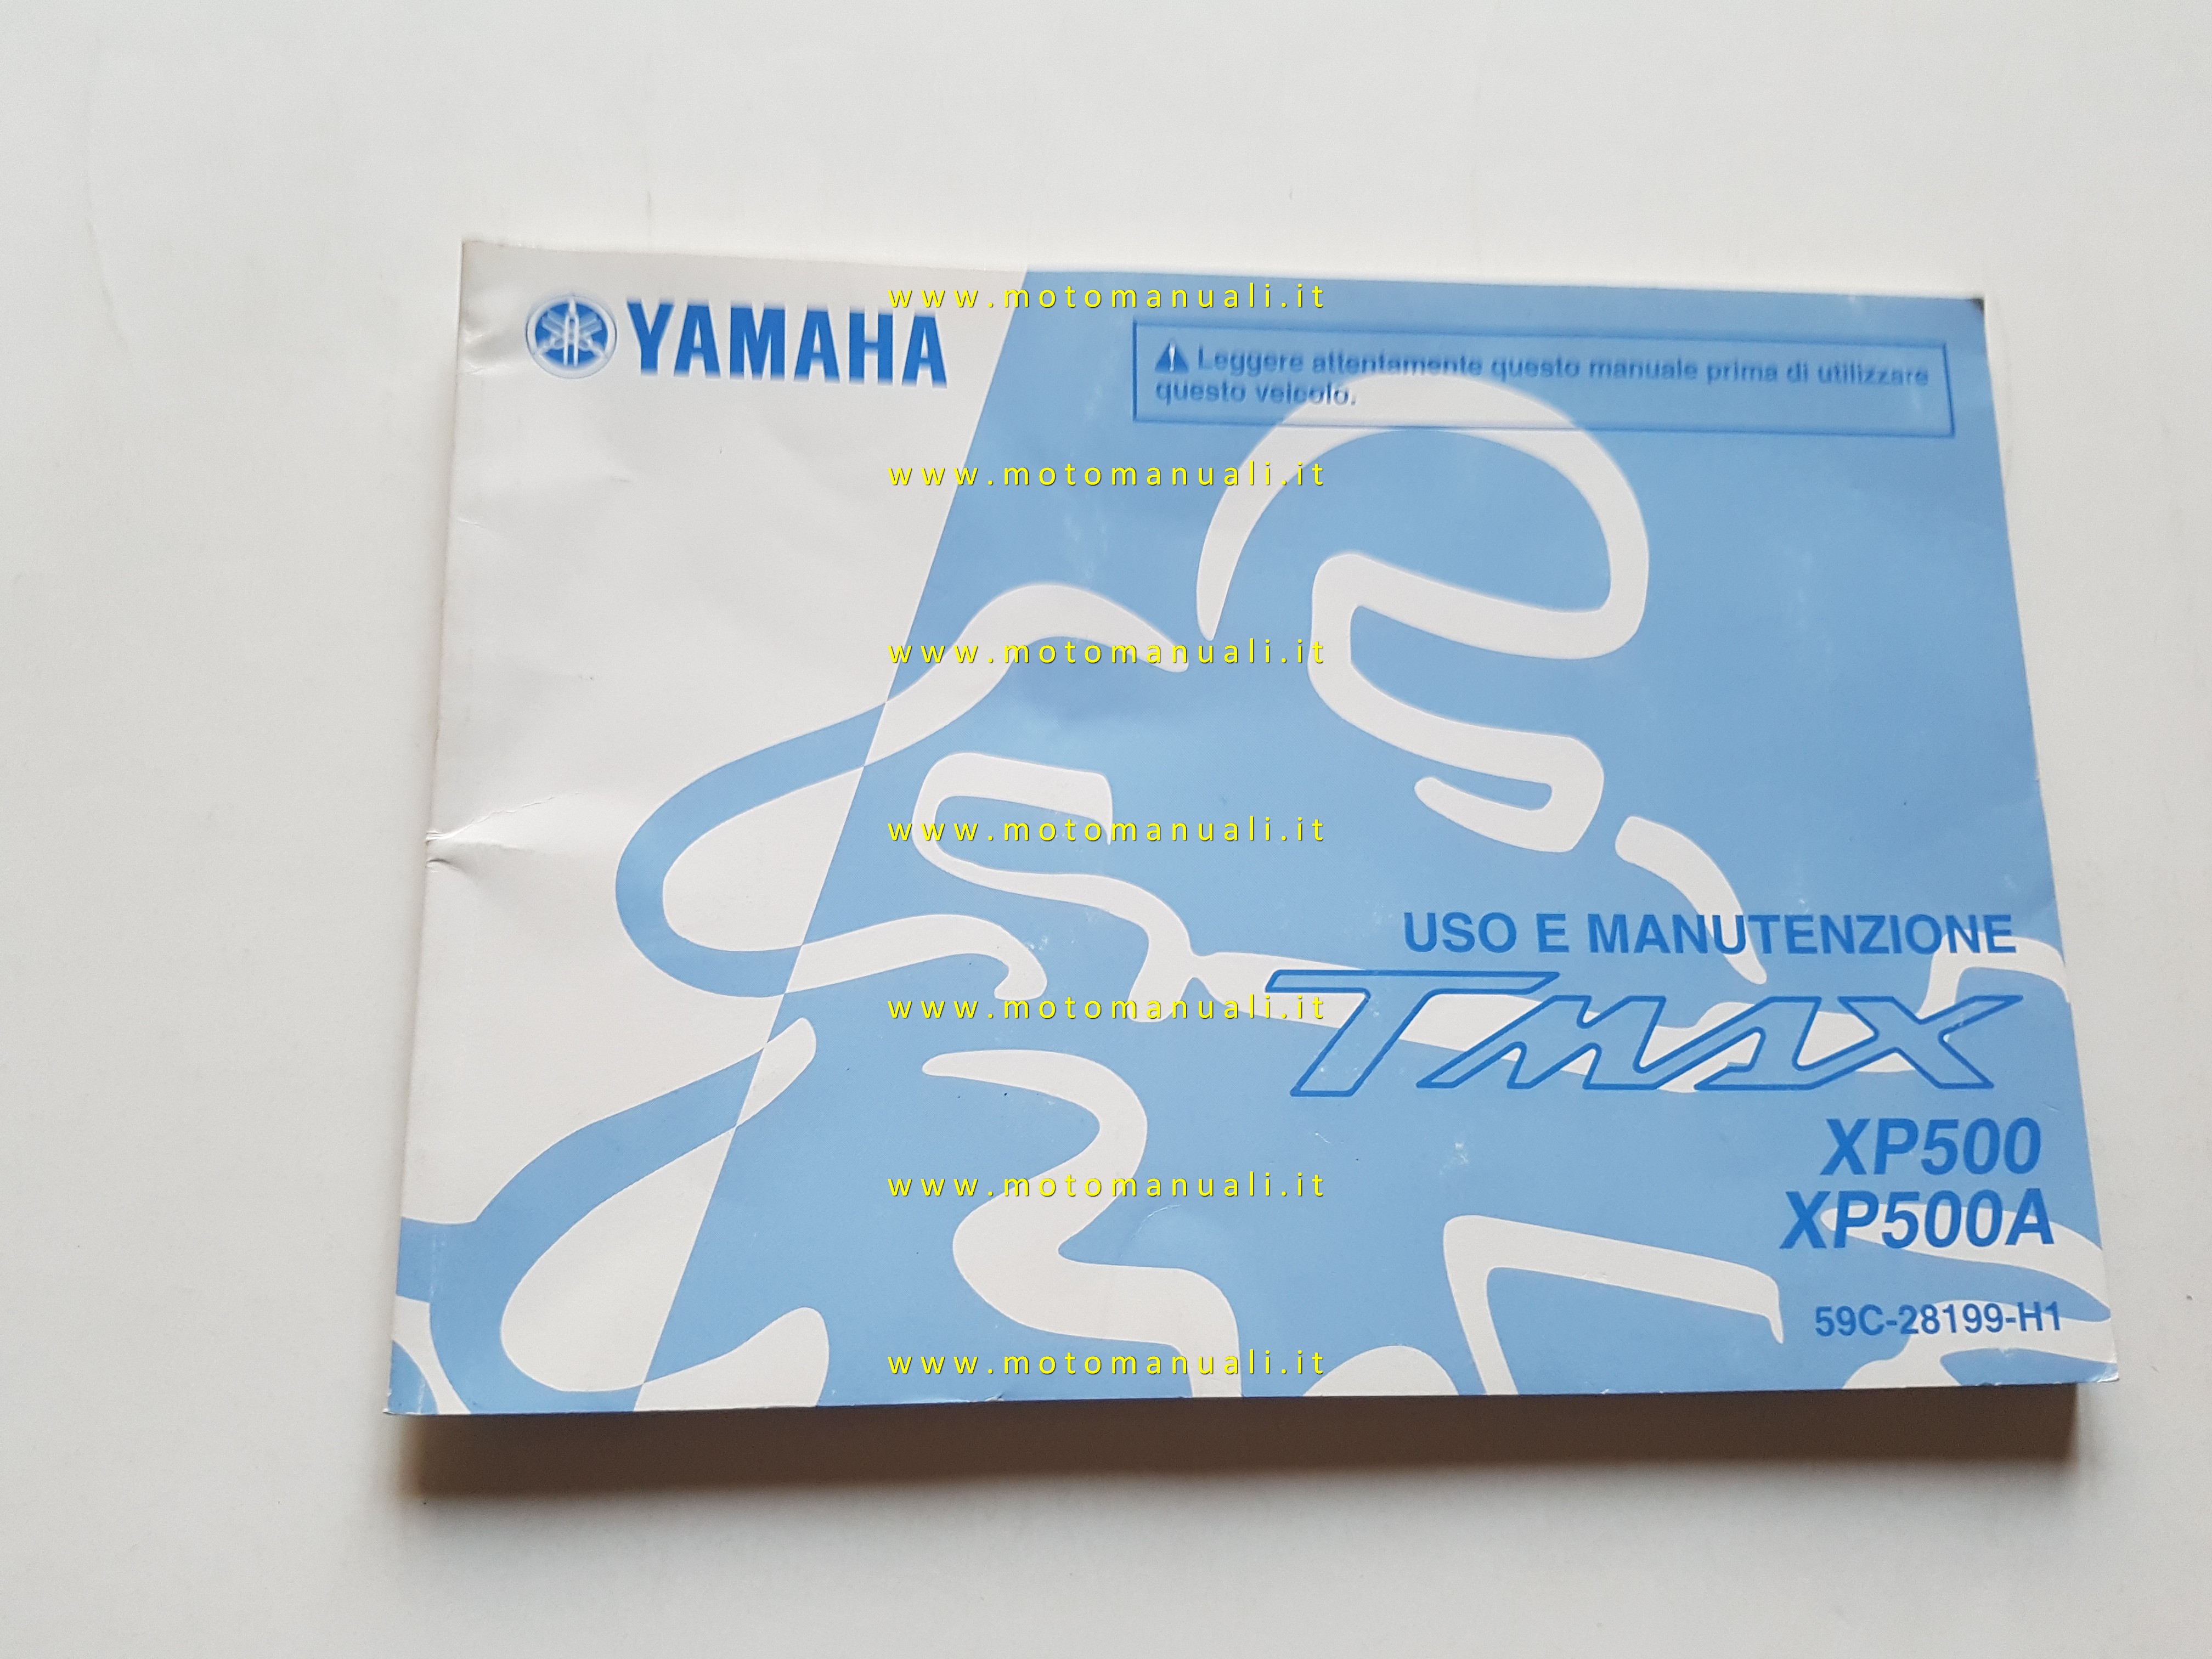 YAMAHA
www.motomanuali.it
Leggere attentamente questo manuale prima di utilizzare
questo veicolo.
www.motomanuali.it
www.motomanuali.it
www.motomanuali.it
USO E MANUTENZIONE
TMAX
www.motomanuali.it
XP500
www.motomanuali.it
XP500A
59C-28199-H1
www.motomanuali.it